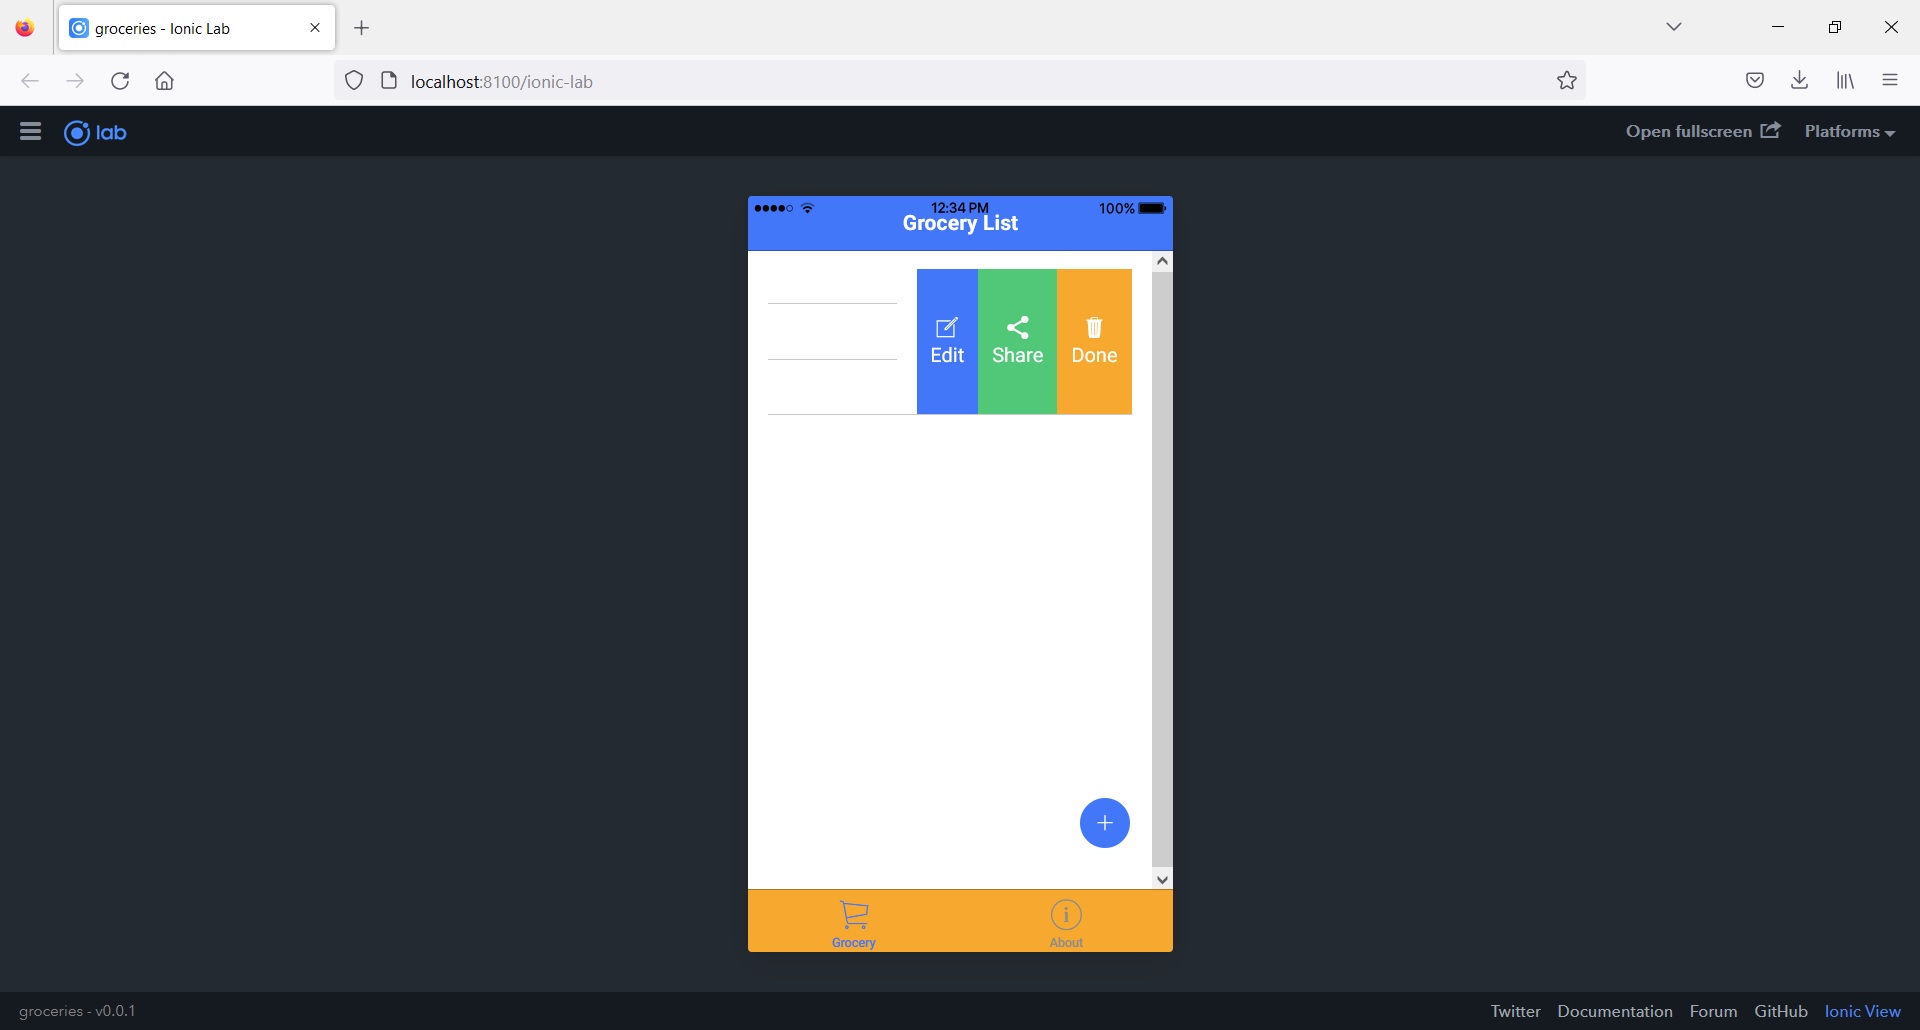 groceries - Ionic Lab
localhost:8100/ionic-lab
lab
Open fullscreen
Platforms
12:34 PM
100%
Grocery List
Edit
Share
Done
Grocery
About
groceries - v0.0.1
Twitter
Documentation
Forum
GitHub
Ionic View